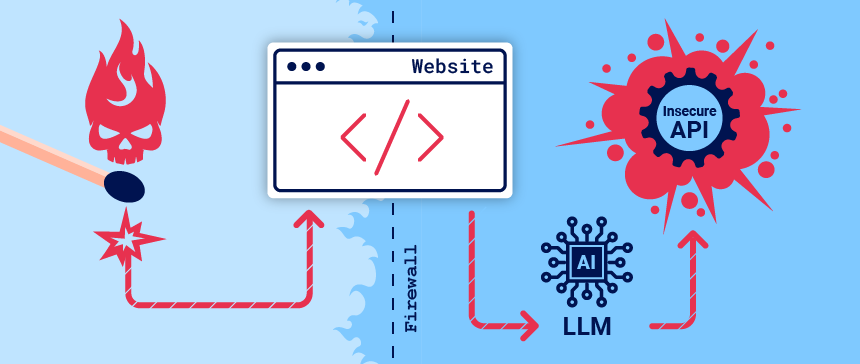 Website
</>
Firewall
Insecure
API
AI
LLM